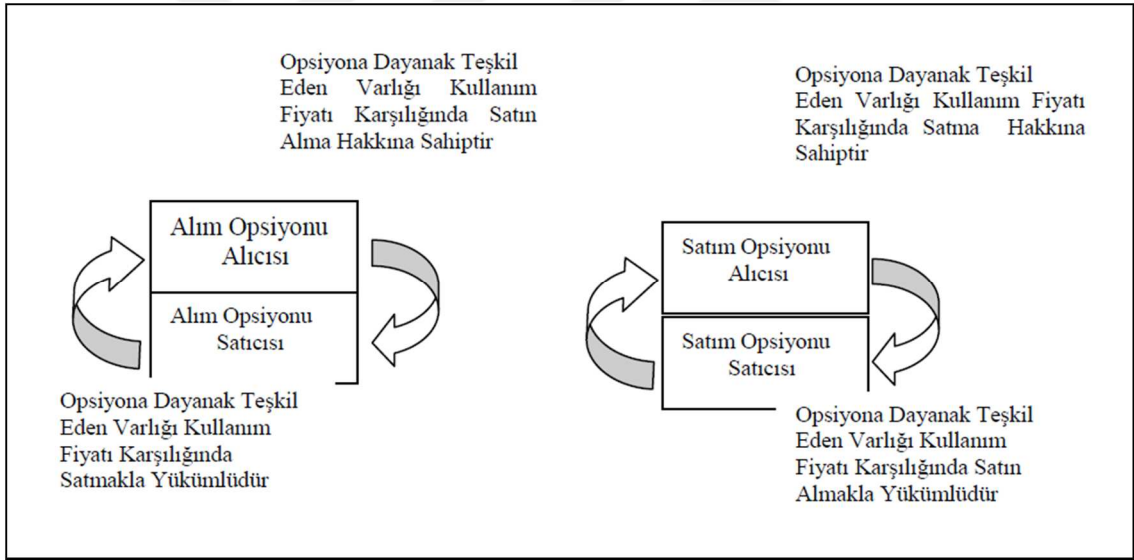 Opsiyona Dayanak Teşkil
Eden Varlığı Kullanım
Fiyatı Karşılığında Satın
Alma Hakkına Sahiptir
Alım Opsiyonu
Alıcısı
Alım Opsiyonu
Satıcısı
Opsiyona Dayanak Teşkil
Eden Varlığı Kullanım
Fiyatı Karşılığında
Satmakla Yükümlüdür
Opsiyona Dayanak Teşkil
Eden Varlığı Kullanım Fiyatı
Karşılığında Satma Hakkına
Sahiptir
Satım Opsiyonu
Alıcısı
Satım Opsiyonu
Satıcısı
Opsiyona Dayanak Teşkil
Eden Varlığı Kullanım
Fiyatı Karşılığında Satın
Almakla Yükümlüdür